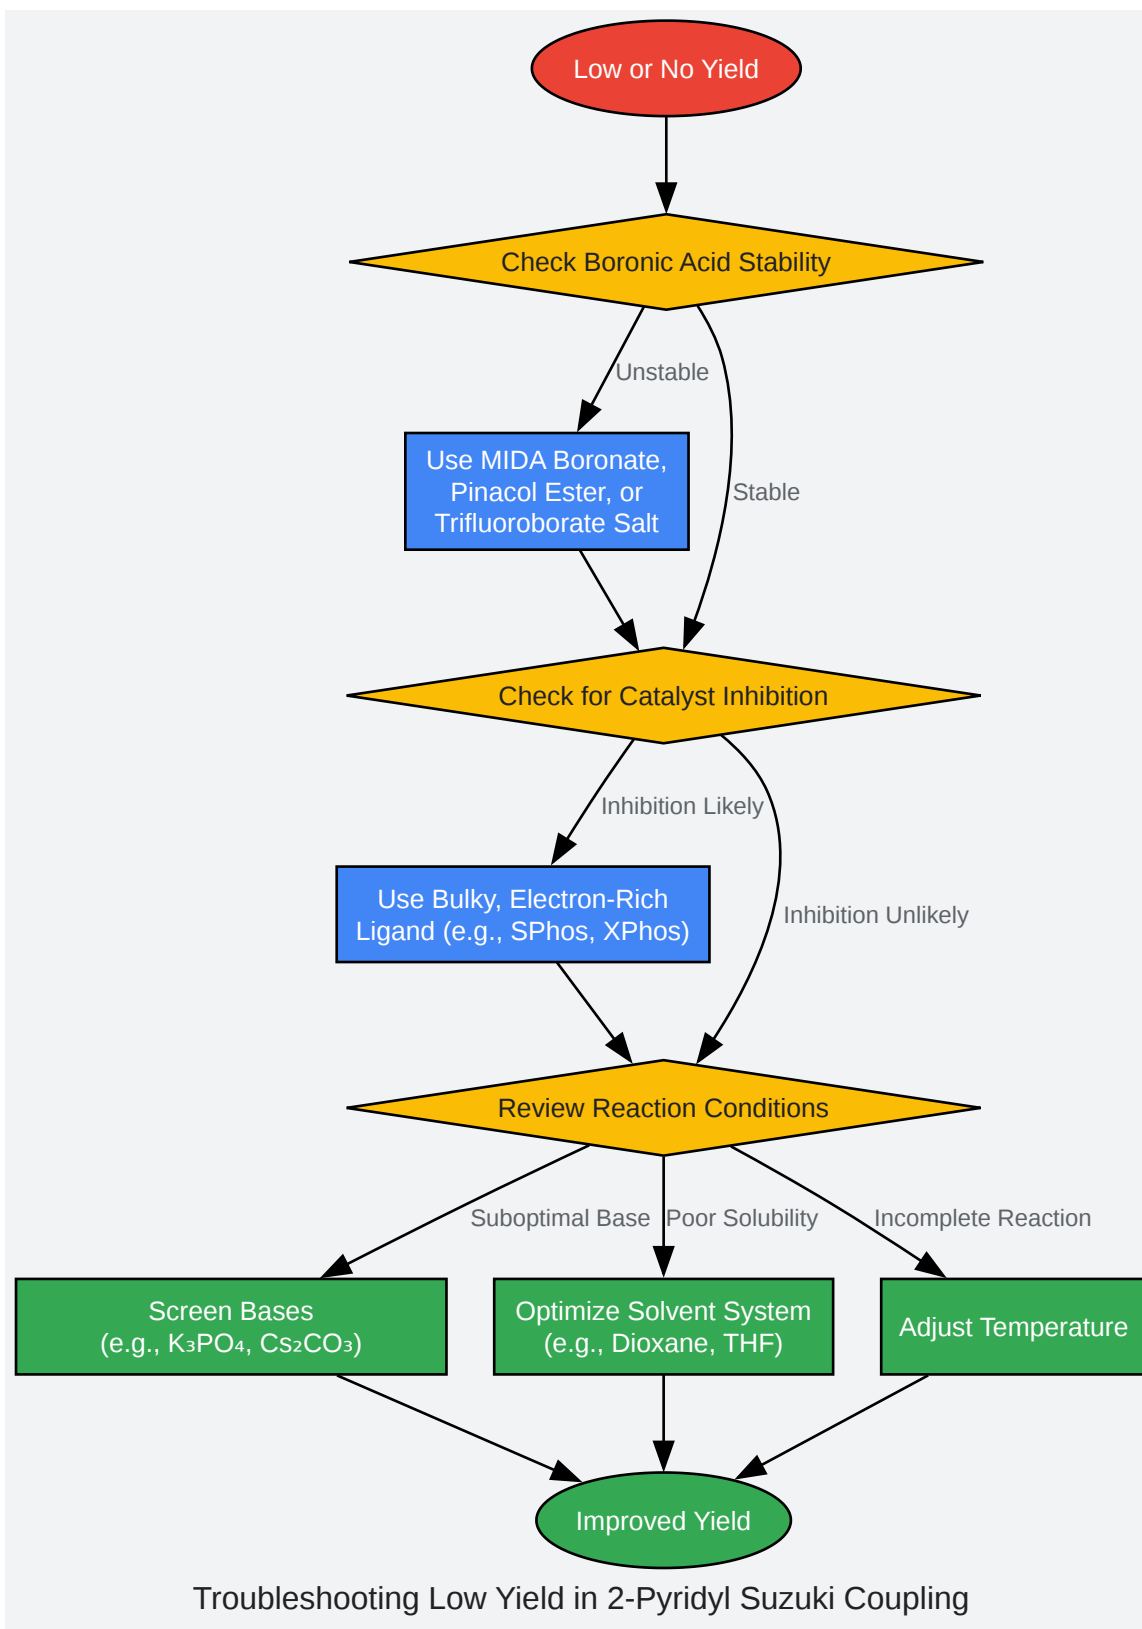 Low or No Yield
Check Boronic Acid Stability
Unstable
Use MIDA Boronate,
Pinacol Ester, or
Trifluoroborate Salt
Stable
Check for Catalyst Inhibition
Inhibition Likely
Use Bulky, Electron-Rich
Ligand (e.g., SPhos, XPhos)
Inhibition Unlikely
Review Reaction Conditions
Suboptimal Base
Poor Solubility
Incomplete Reaction
Screen Bases
(e.g., K₃PO₄, Cs₂CO₃)
Optimize Solvent System
(e.g., Dioxane, THF)
Adjust Temperature
Improved Yield
Troubleshooting Low Yield in 2-Pyridyl Suzuki Coupling